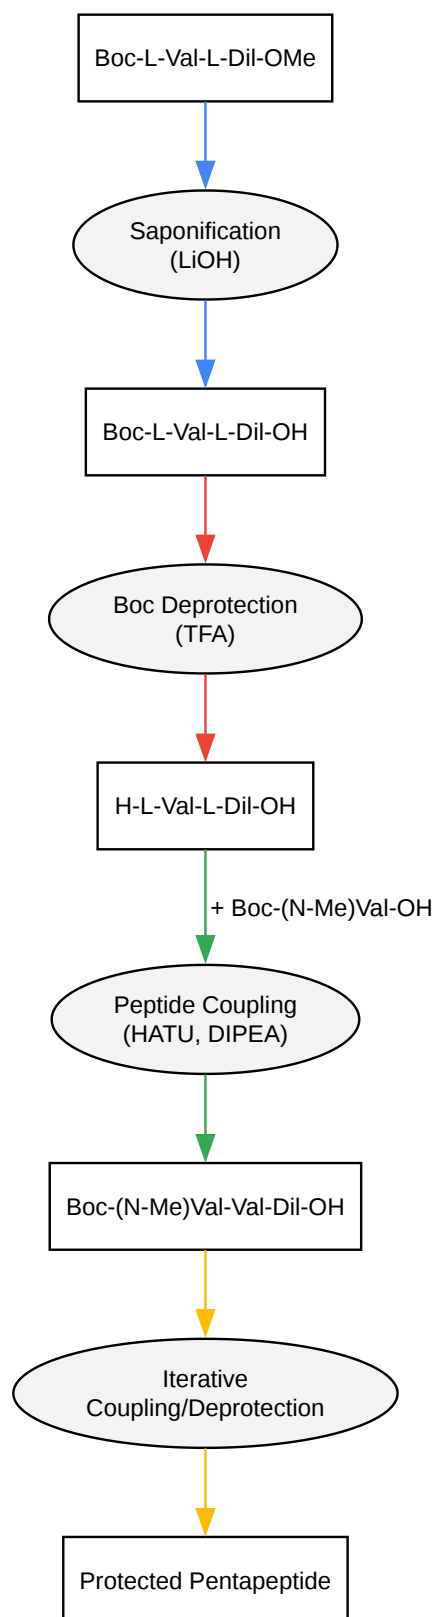 Boc-L-Val-L-Dil-OMe
Saponification
(LiOH)
Boc-L-Val-L-Dil-OH
Boc Deprotection
(TFA)
H-L-Val-L-Dil-OH
+ Boc-(N-Me)Val-OH
Peptide Coupling
(HATU, DIPEA)
Boc-(N-Me)Val-Val-Dil-OH
Iterative
Coupling/Deprotection
Protected Pentapeptide